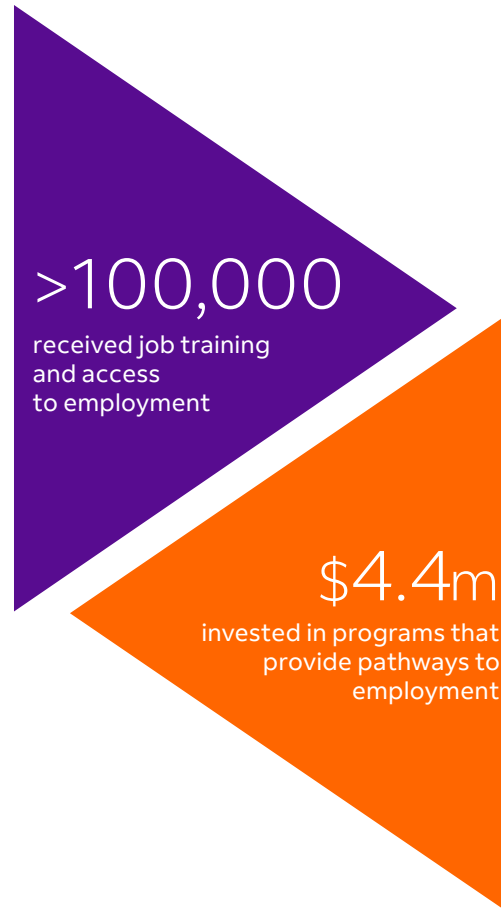 >100,000
received job training
and access
to employment
$4.4m
invested in programs that
provide pathways to
employment